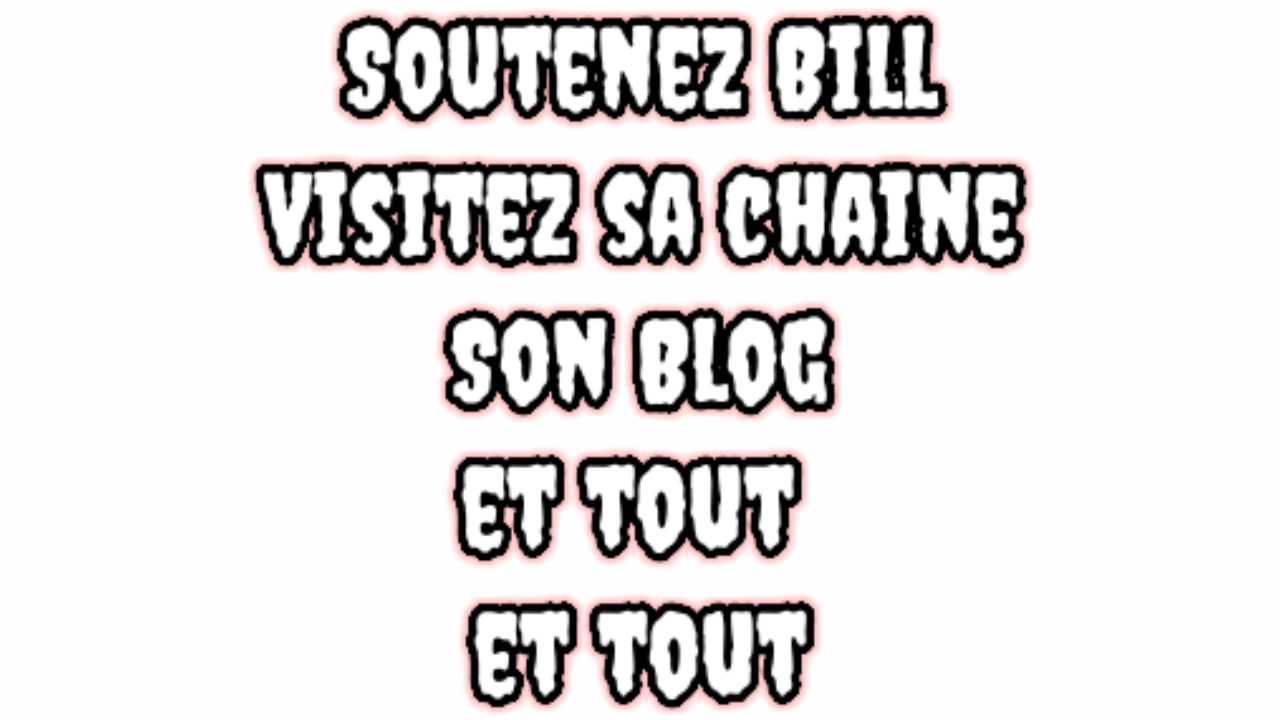 SOUTENEZ BILL
VISITEZ SA CHAINE
SON BLOG
ET TOUT
ET TOUT